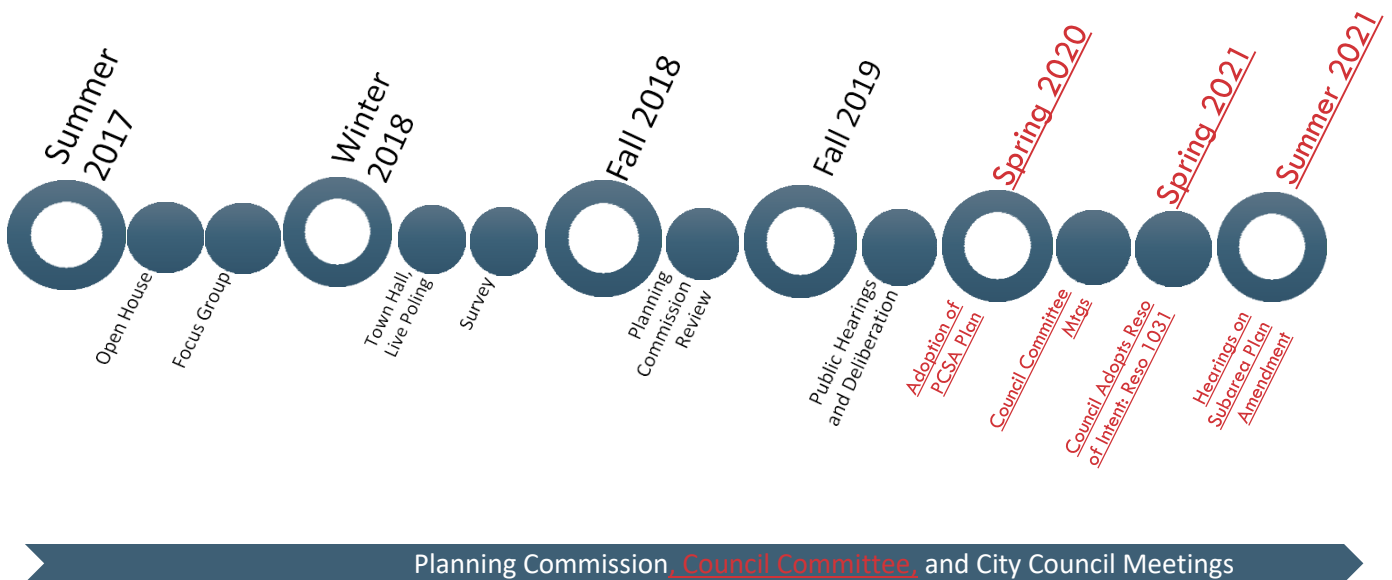 Summer
2017
Winter
2018
Fall 2018
Fall 2019
Spring 2020
Spring 2021
Summer 2021
Open House
Focus Group
Town Hall,
Live Poling
Survey
Planning
Commission
Review
Public Hearings
and Deliberation
Adoption of
PCSA Plan
Council Committee
Mtgs
Council Adopts Reso
of Intent: Reso 1031
Hearings on
Subarea Plan
Amendment
Planning Commission, Council Committee, and City Council Meetings